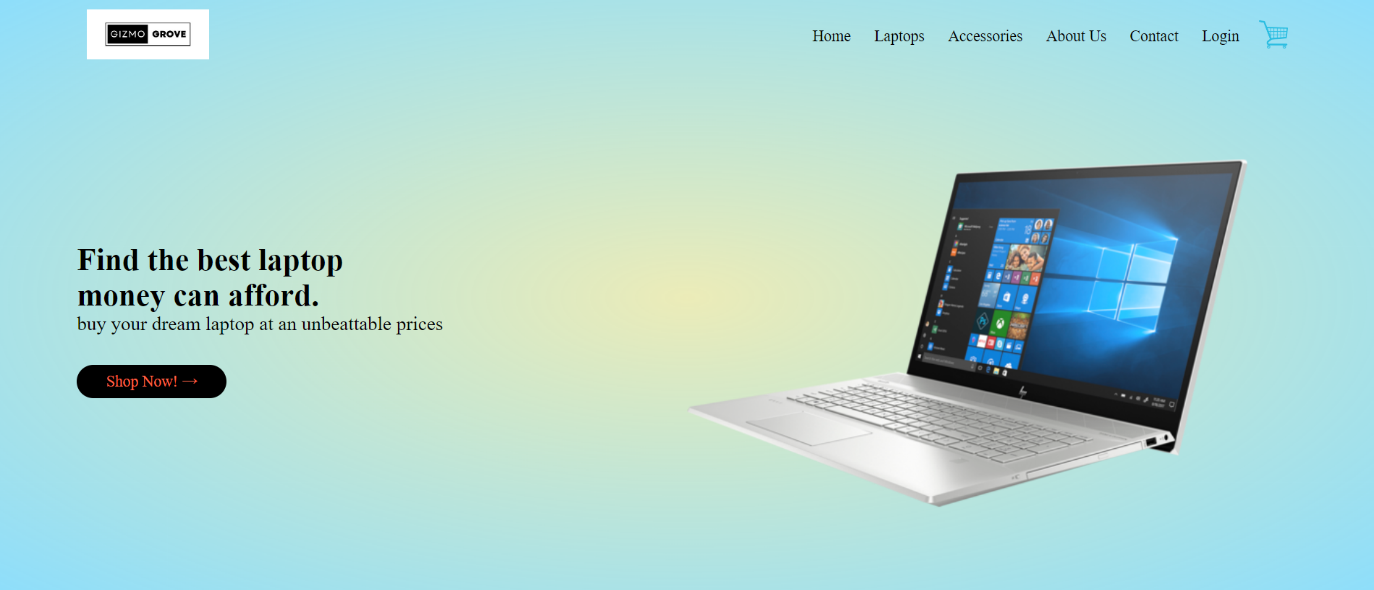 GIZMO GROVE
Home Laptops Accessories About Us Contact Login
Find the best laptop
money can afford.
buy your dream laptop at an unbeattable prices
Shop Now! →